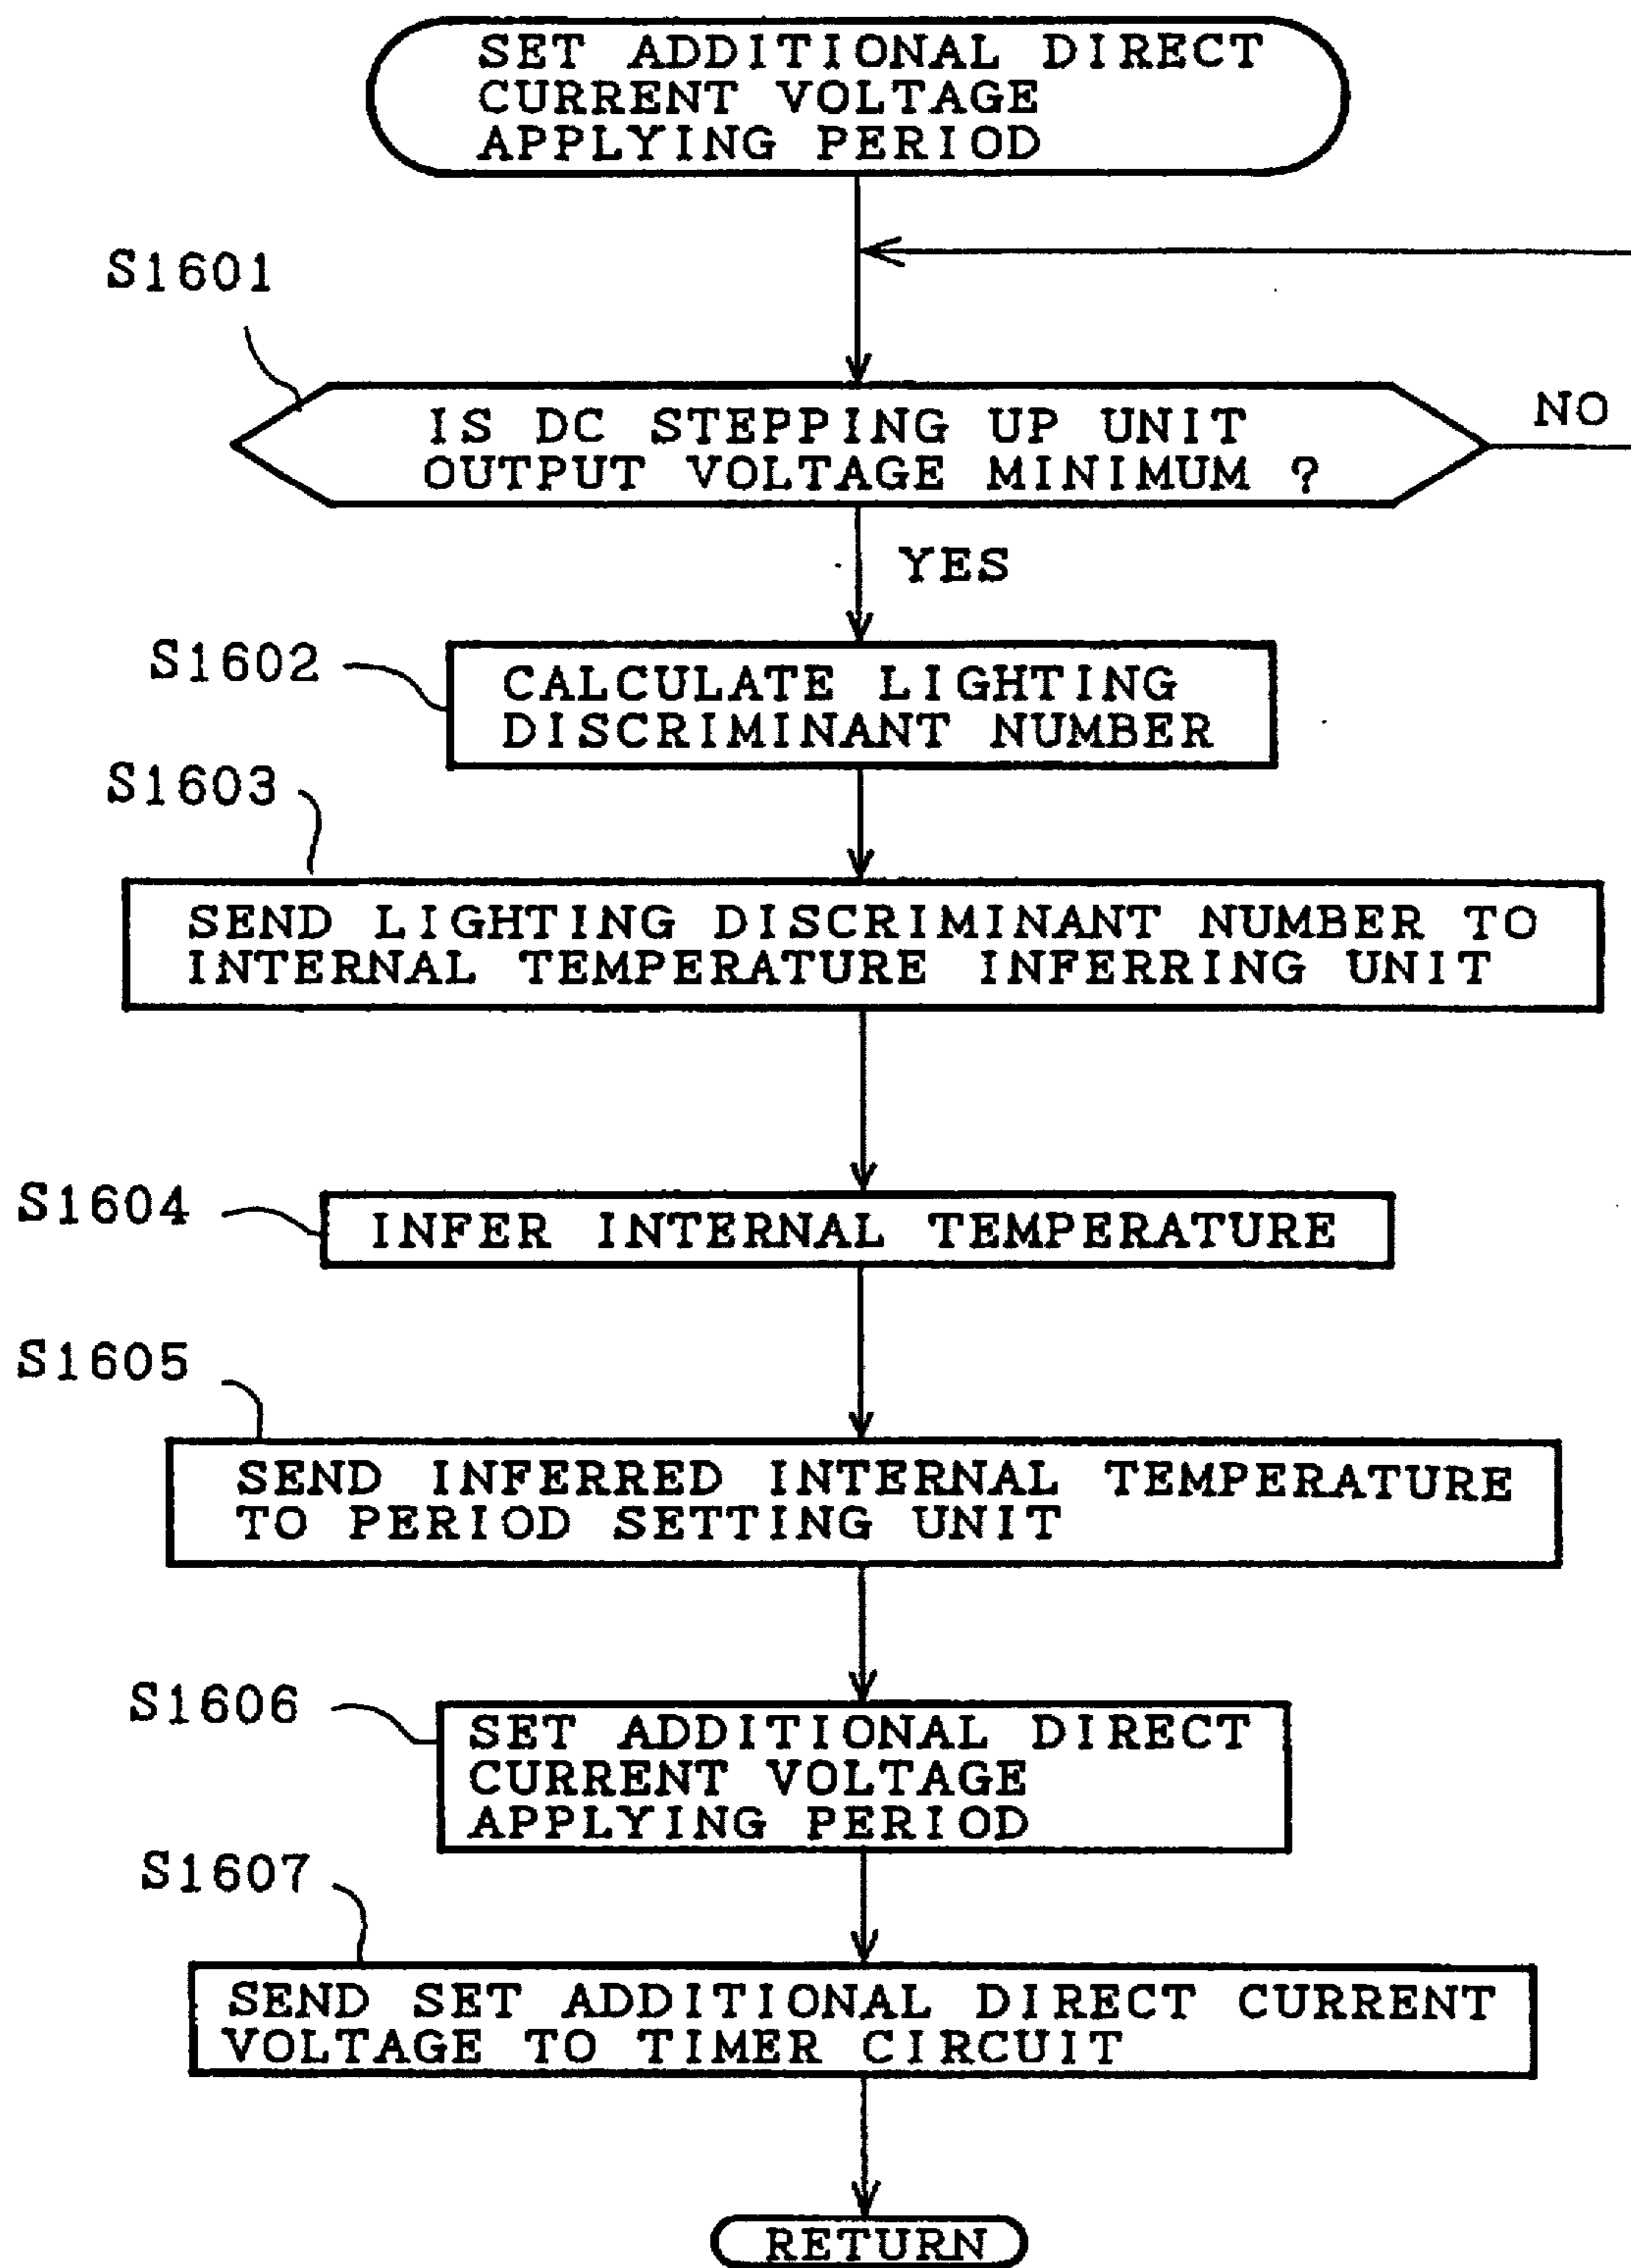 SET ADDITIONAL DIRECT
CURRENT VOLTAGE
APPLYING PERIOD
S1601
IS DC STEPPING UP UNIT
OUTPUT VOLTAGE MINIMUM ?
NO
YES
S1602
CALCULATE LIGHTING
DISCRIMINANT NUMBER
S1603
SEND LIGHTING DISCRIMINANT NUMBER TO
INTERNAL TEMPERATURE INFERRING UNIT
S1604
INFER INTERNAL TEMPERATURE
S1605
SEND INFERRED INTERNAL TEMPERATURE
TO PERIOD SETTING UNIT
S1606
SET ADDITIONAL DIRECT
CURRENT VOLTAGE
APPLYING PERIOD
S1607
SEND SET ADDITIONAL DIRECT CURRENT
VOLTAGE TO TIMER CIRCUIT
RETURN